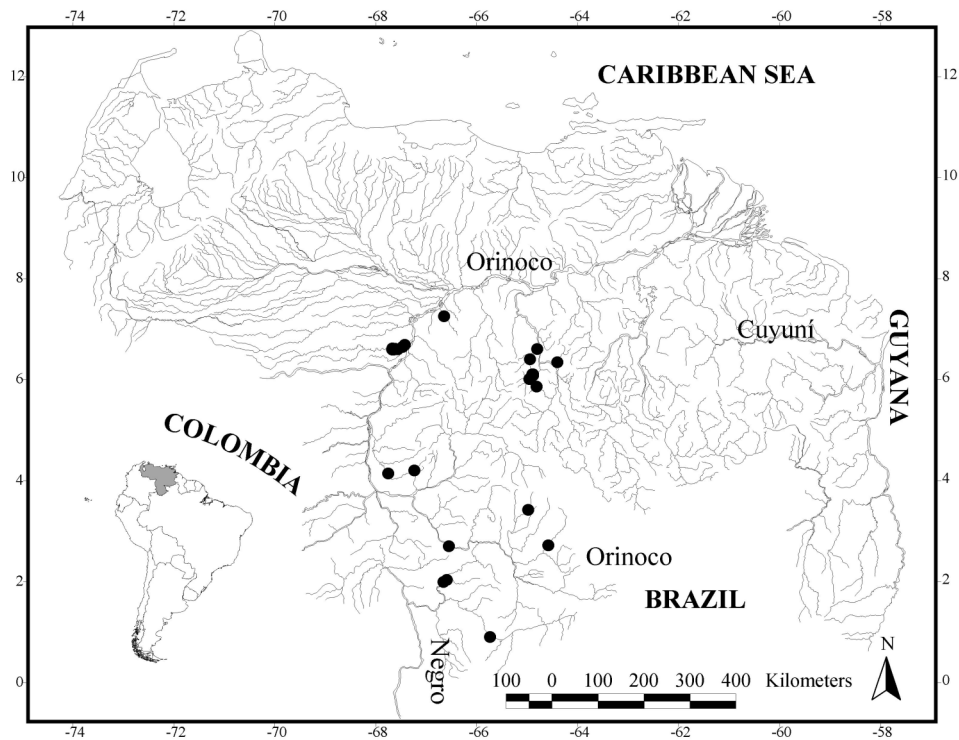 -74 -72 -70 -68 -66 -64 -62 -60 -58
CARIBBEAN SEA
12 12
10 10
Orinoco
8 8
Cuyuní
GUYANA
6 6
COLOMBIA
4 4
Orinoco
BRAZIL
2 2
Negro
N
100 0 100 200 300 400 Kilometers
0 0
-74 -72 -70 -68 -66 -64 -62 -60 -58